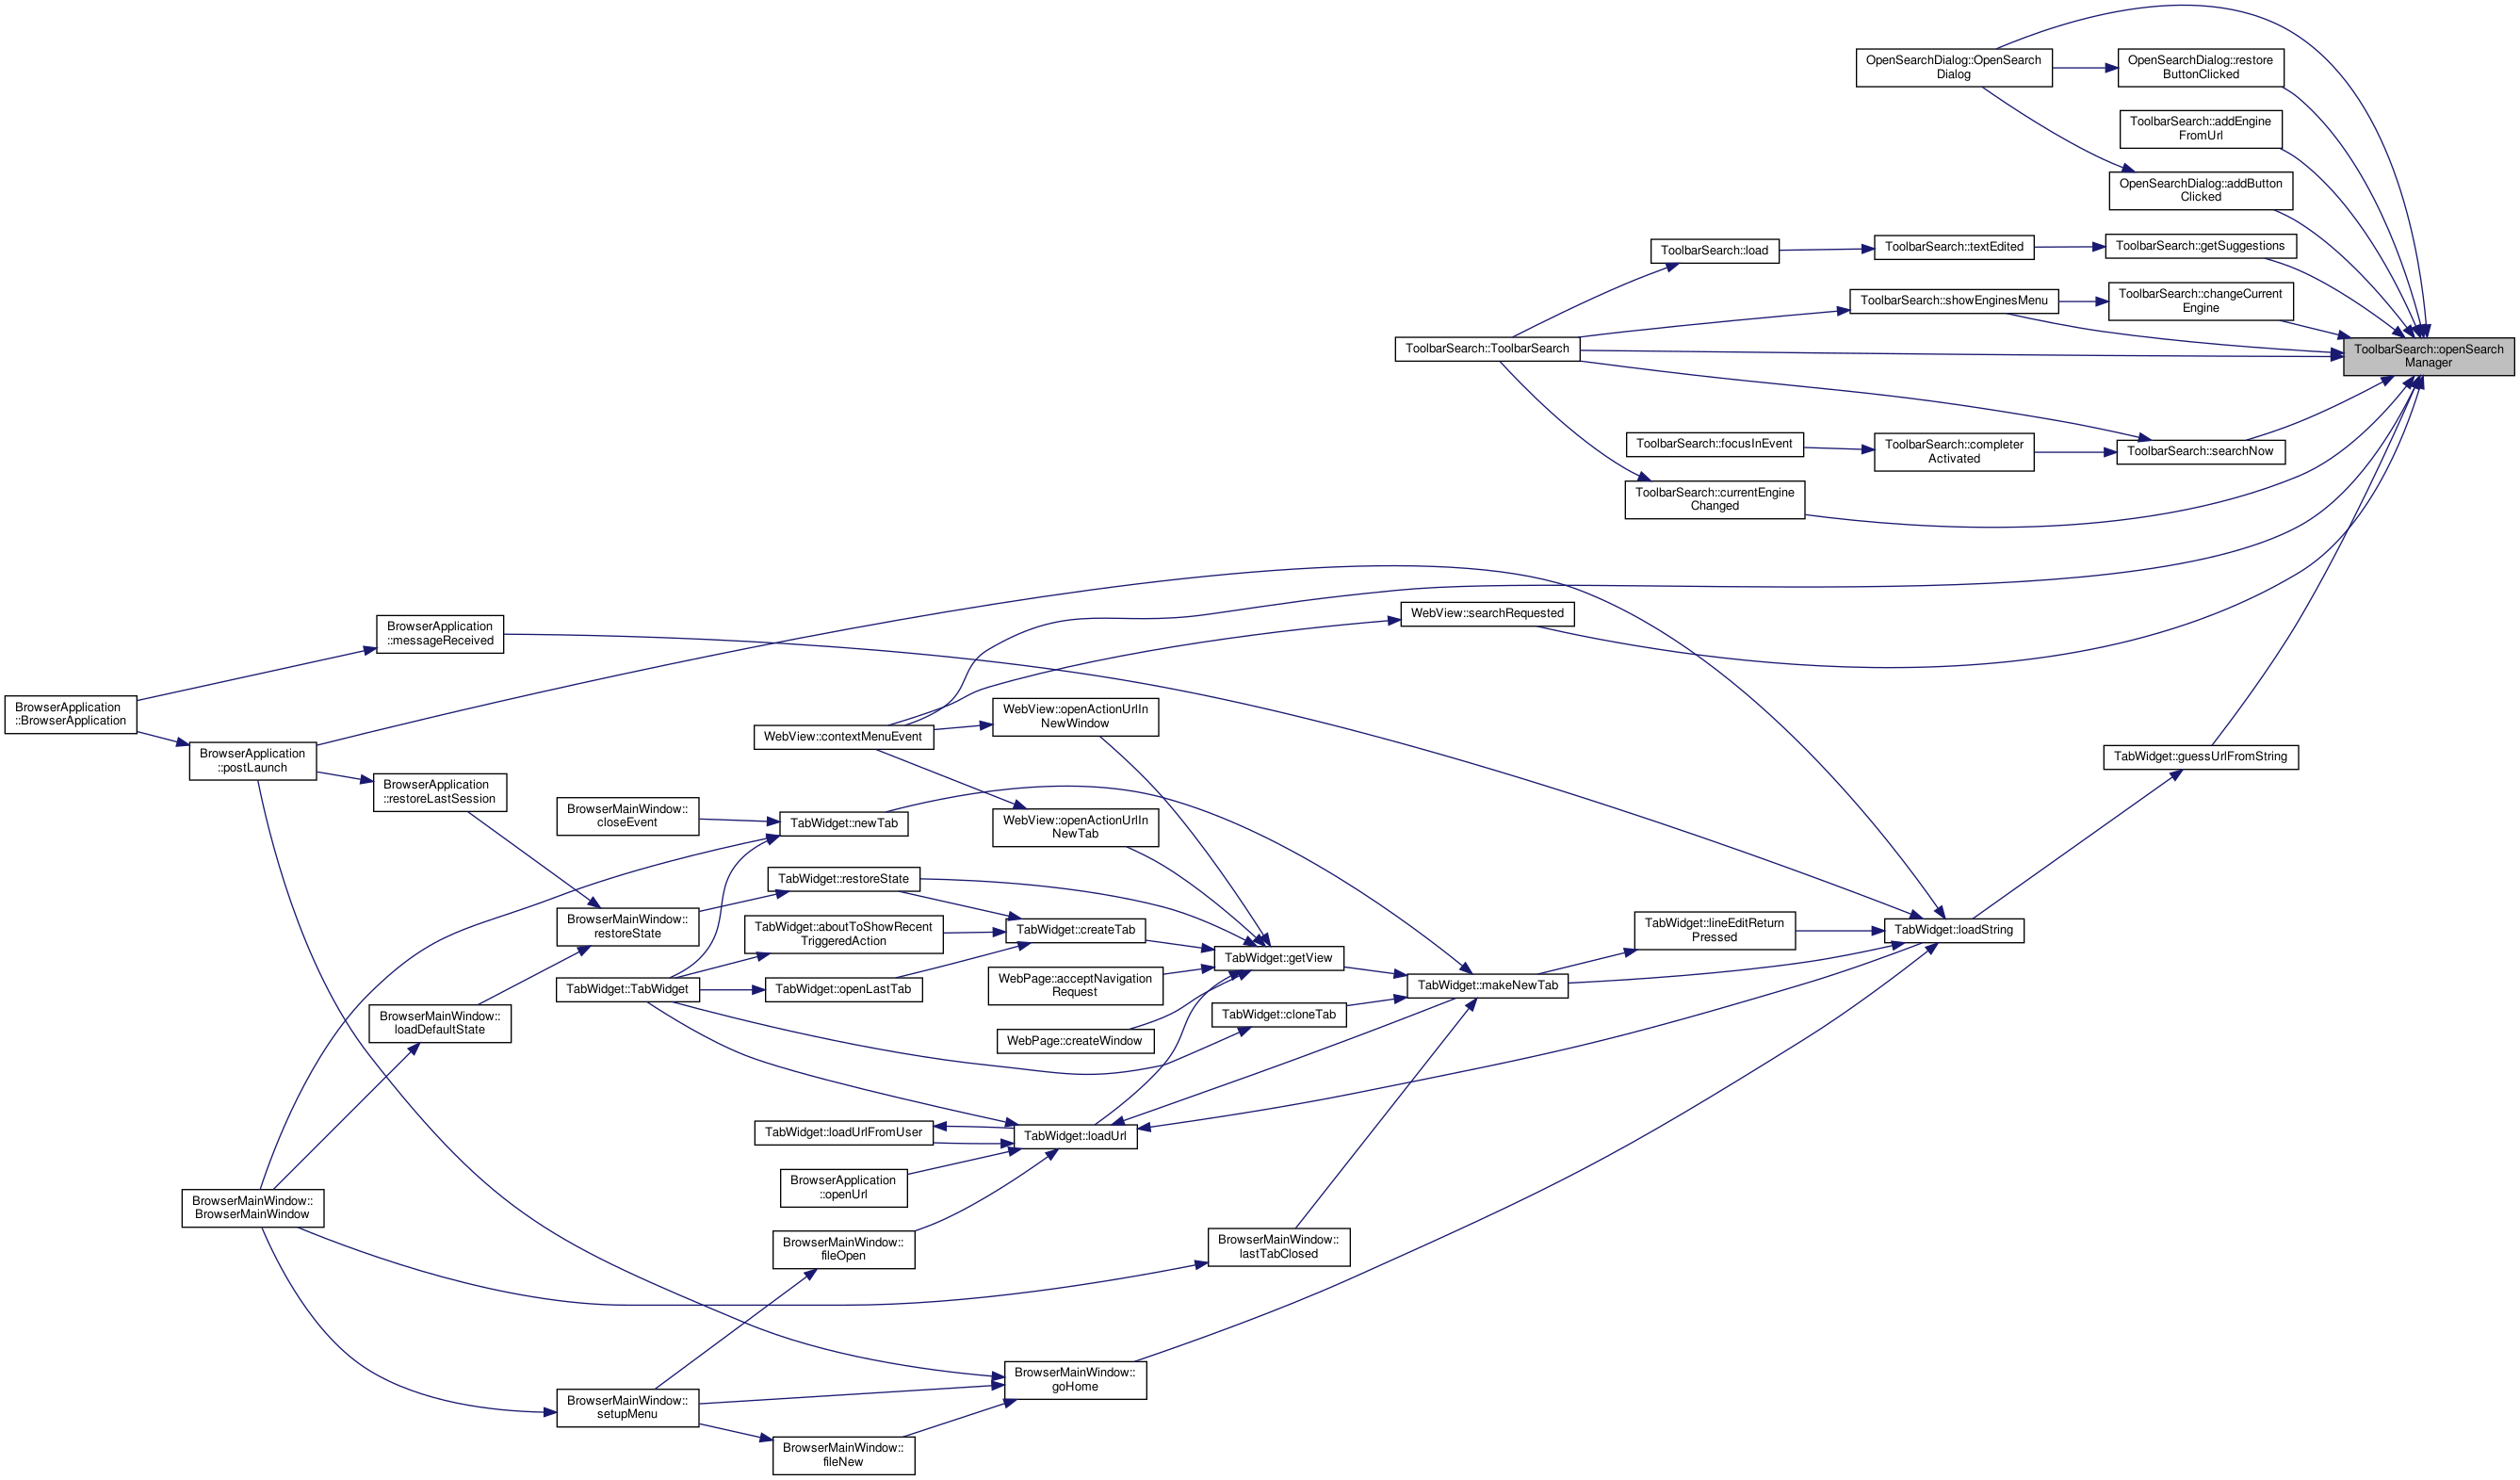 OpenSearchDialog::OpenSearch
Dialog
OpenSearchDialog::restore
ButtonClicked
ToolbarSearch::addEngine
FromUrl
OpenSearchDialog::addButton
Clicked
ToolbarSearch::load
ToolbarSearch::textEdited
ToolbarSearch::getSuggestions
ToolbarSearch::showEnginesMenu
ToolbarSearch::changeCurrent
Engine
ToolbarSearch::ToolbarSearch
ToolbarSearch::openSearch
Manager
ToolbarSearch::focusInEvent
ToolbarSearch::completer
Activated
ToolbarSearch::searchNow
ToolbarSearch::currentEngine
Changed
BrowserApplication
::messageReceived
WebView::searchRequested
BrowserApplication
::BrowserApplication
WebView::openActionUrlIn
NewWindow
WebView::contextMenuEvent
BrowserApplication
::postLaunch
TabWidget::guessUrlFromString
BrowserApplication
::restoreLastSession
BrowserMainWindow::
closeEvent
TabWidget::newTab
WebView::openActionUrlIn
NewTab
TabWidget::restoreState
BrowserMainWindow::
restoreState
TabWidget::aboutToShowRecent
TriggeredAction
TabWidget::createTab
TabWidget::lineEditReturn
Pressed
TabWidget::loadString
TabWidget::getView
WebPage::acceptNavigation
Request
TabWidget::TabWidget
TabWidget::openLastTab
TabWidget::makeNewTab
BrowserMainWindow::
loadDefaultState
TabWidget::cloneTab
WebPage::createWindow
TabWidget::loadUrlFromUser
TabWidget::loadUrl
BrowserApplication
::openUrl
BrowserMainWindow::
BrowserMainWindow
BrowserMainWindow::
fileOpen
BrowserMainWindow::
lastTabClosed
BrowserMainWindow::
goHome
BrowserMainWindow::
setupMenu
BrowserMainWindow::
fileNew